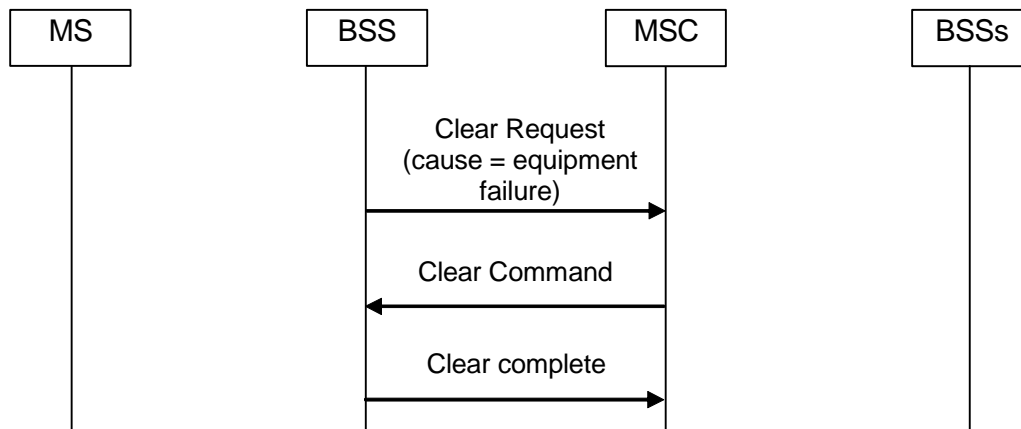 MS
BSS
MSC
BSSs
Clear Request
(cause = equipment
failure)
Clear Command
Clear complete